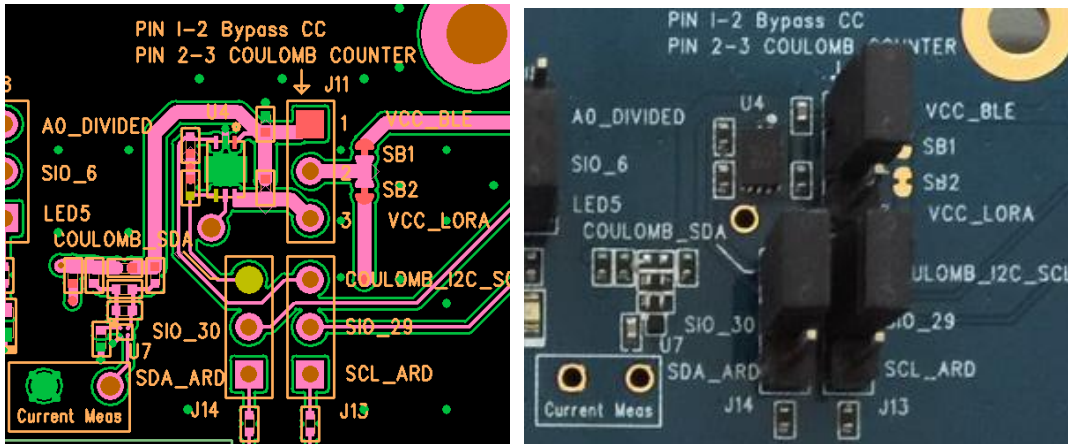 PIN 1-2 Bypass CC
PIN 2-3 COULOMB COUNTER
J11
U4
1
VCC_BLE
A0_DIVIDED
SB1
SIO_6
2
SB2
LED5
3
VCC_LORA
COULOMB_SDA
COULOMB_I2C_SC
SIO_30
SIO_29
U7
SDA_ARD
SCL_ARD
Current Meas
J14
J13
PIN 1-2 Bypass CC
PIN 2-3 COULOMB COUNTER
U4
VCC_BLE
A0_DIVIDED
SB1
SIO_6
SB2
LED5
VCC_LORA
COULOMB_SDA
OULOMB_I2C_SCL
SIO_30
SIO_29
U7
SDA_ARD
SCL_ARD
Current Meas
J14
J13